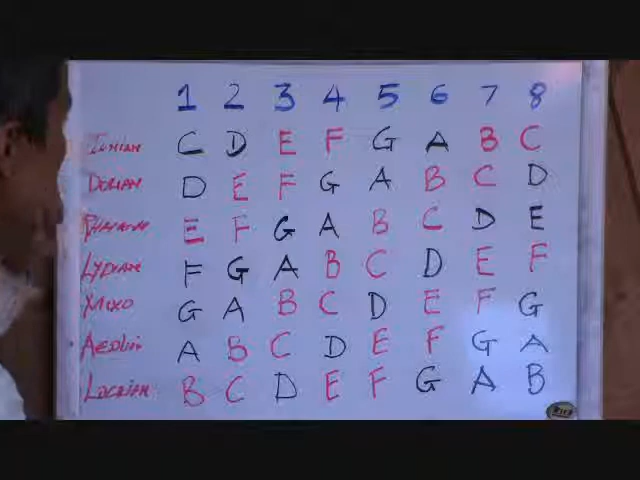 1 2 3 4 5 6 7 8
Ionian C D E F G A B C
Dorian D E F G A B C D
E F G A B C D E
Lydian F G A B C D E F
Mixo G A B C D E F G
A B C D E F G A
Locrian B C D E F G A B